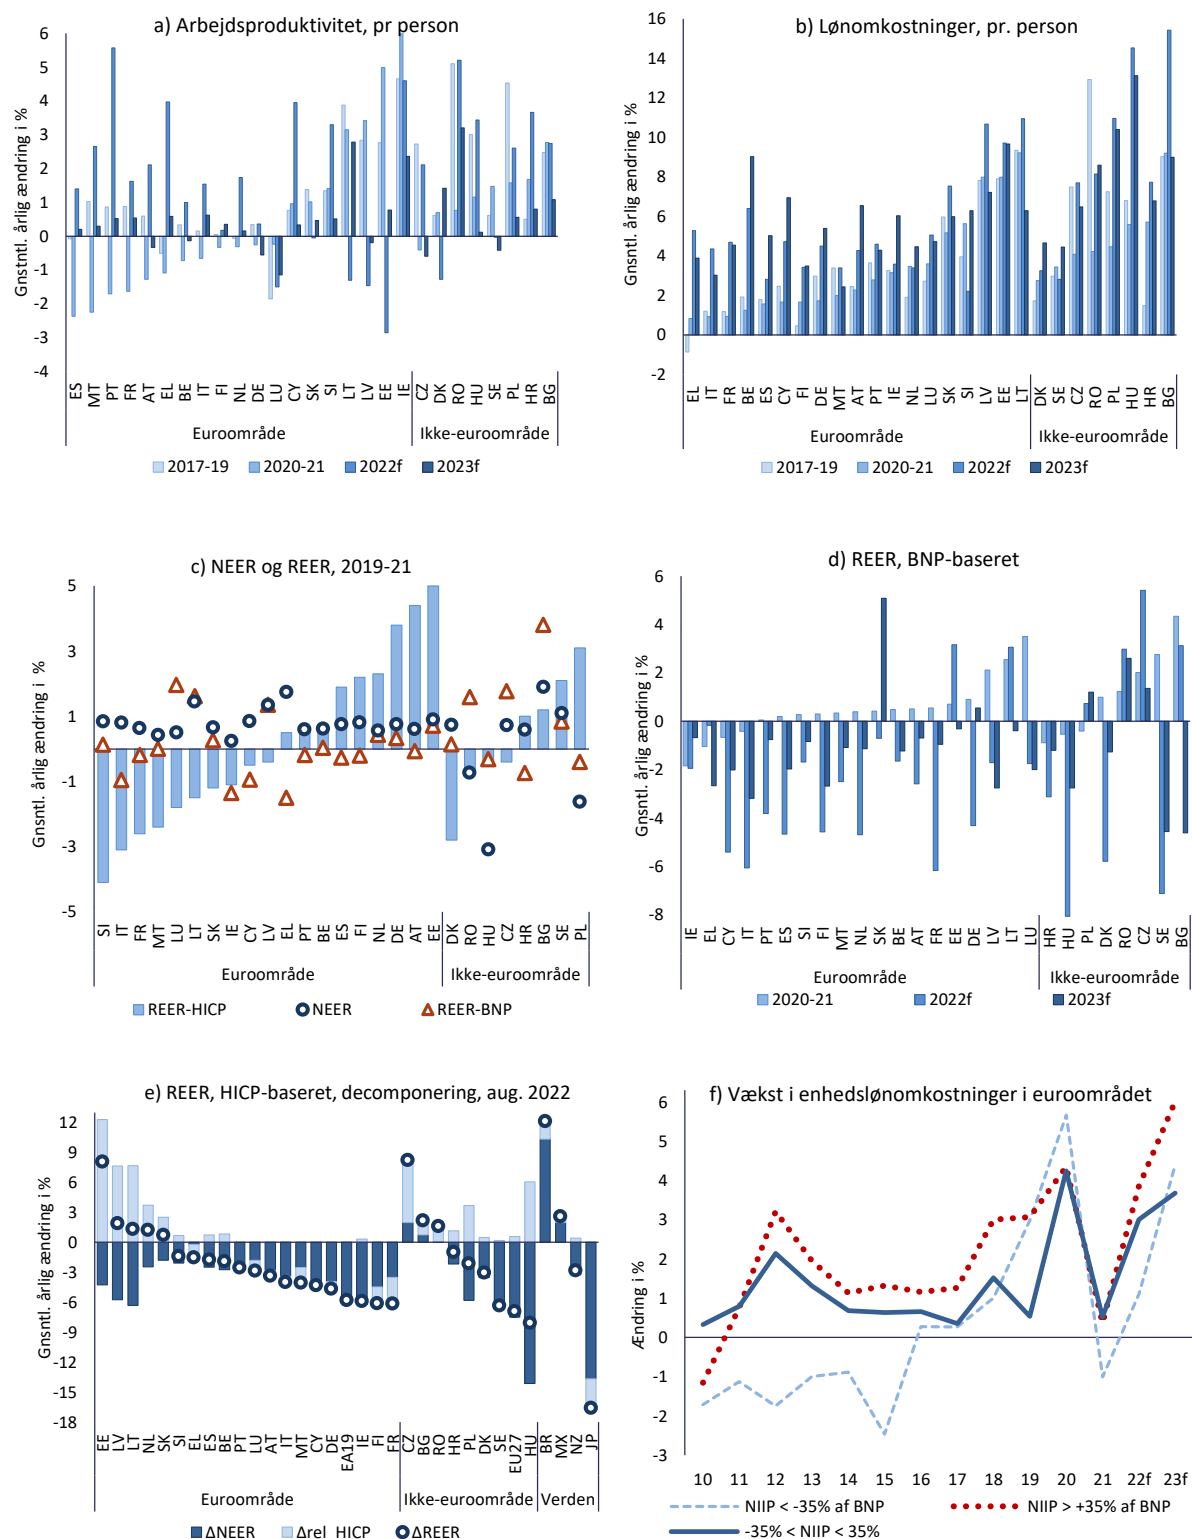 a) Arbejdsproduktivitet, pr person
Gnstntl. årlig ændring i %
6
5
4
3
2
1
0
-1
-2
-3
-4
ES MT PT FR AT EL BE IT FI NL DE LU CY SK SI LT LV EE IE CZ DK RO HU SE PL HR BG
Euroområde Ikke-euroområde
2017-19 2020-21 2022f 2023f
b) Lønomkostninger, pr. person
Gnsntl. årlig ændring i %
16
14
12
10
8
6
4
2
0
-2
EL IT FR BE ES CY FI DE MT AT PT IE NL LU SK SI LV EE LT DK SE CZ RO PL HU HR BG
Euroområde Ikke-euroområde
2017-19 2020-21 2022f 2023f
c) NEER og REER, 2019-21
Gnsntl. årlig ændring i %
5
3
1
-1
-3
-5
SI IT FR MT LU LT SK IE CY LV EL PT BE ES FI NL DE AT EE DK RO HU CZ HR BG SE PL
Euroområde Ikke-euroområde
REER-HICP NEER REER-BNP
d) REER, BNP-baseret
Gnsntl. årlig ændring i %
6
4
2
0
-2
-4
-6
-8
IE EL CY IT PT ES SI FI MT NL SK BE AT FR EE DE LV LT LU HR HU PL DK RO CZ SE BG
Euroområde Ikke-euroområde
2020-21 2022f 2023f
e) REER, HICP-baseret, decomponering, aug. 2022
Gnsntl. årlig ændring i %
12
9
6
3
0
-3
-6
-9
-12
-15
-18
EE LV LT NL SK SI EL ES BE PT LU AT IT MT CY DE EA19 IE FI FR CZ BG RO HR PL DK SE EU27 HU BR MX NZ JP
Euroområde Ikke-euroområde Verden
ΔNEER Δrel_HICP ΔREER
f) Vækst i enhedslønomkostninger i euroområdet
Ændring i %
6
5
4
3
2
1
0
-1
-2
-3
10 11 12 13 14 15 16 17 18 19 20 21 22f 23f
NIIP < -35% af BNP NIIP > +35% af BNP
-35% < NIIP < 35%